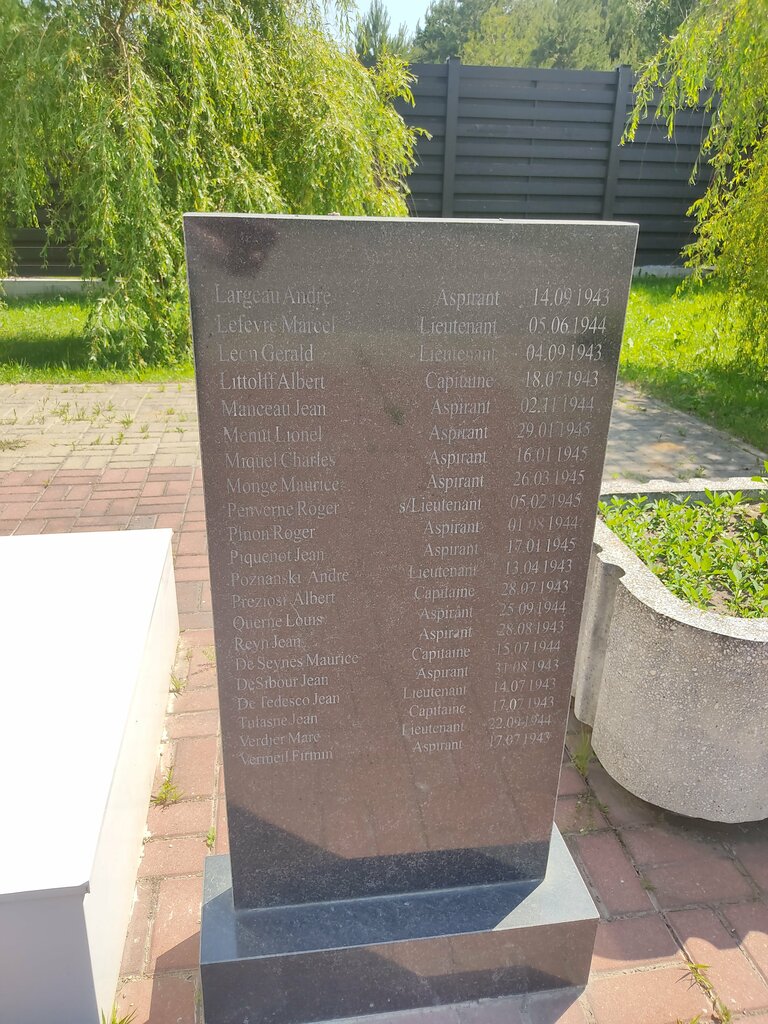 Largeau Andre Aspirant 14.09 1943
Lefevre Marcel Lieutenant 05.06 1944
Leon Gerald Lieutenant 04.09 1943
Littolff Albert Capitaine 18.07 1943
Manceau Jean Aspirant 02.11 1944
Menut Lionel Aspirant 29.01 1945
Miquel Charles Aspirant 16.01 1945
Monge Maurice Aspirant 26.03 1945
Penverne Roger s/Lieutenant 05.02 1945
Pinon Roger Aspirant 01.08 1944
Piquenot Jean Aspirant 17.01 1945
Poznanski Andre Lieutenant 13.04 1943
Preziosi Albert Capitaine 28.07 1943
Querne Louis Aspirant 25.09 1944
Reyn Jean Aspirant 28.08 1943
De Seynes Maurice Capitaine 15.07 1944
DeSibour Jean Aspirant 31.08 1943
De Tedesco Jean Lieutenant 14.07 1943
Tulasne Jean Capitaine 17.07 1943
Verdier Marc Lieutenant 22.09 1944
Vermeil Firmin Aspirant 17.07 1943